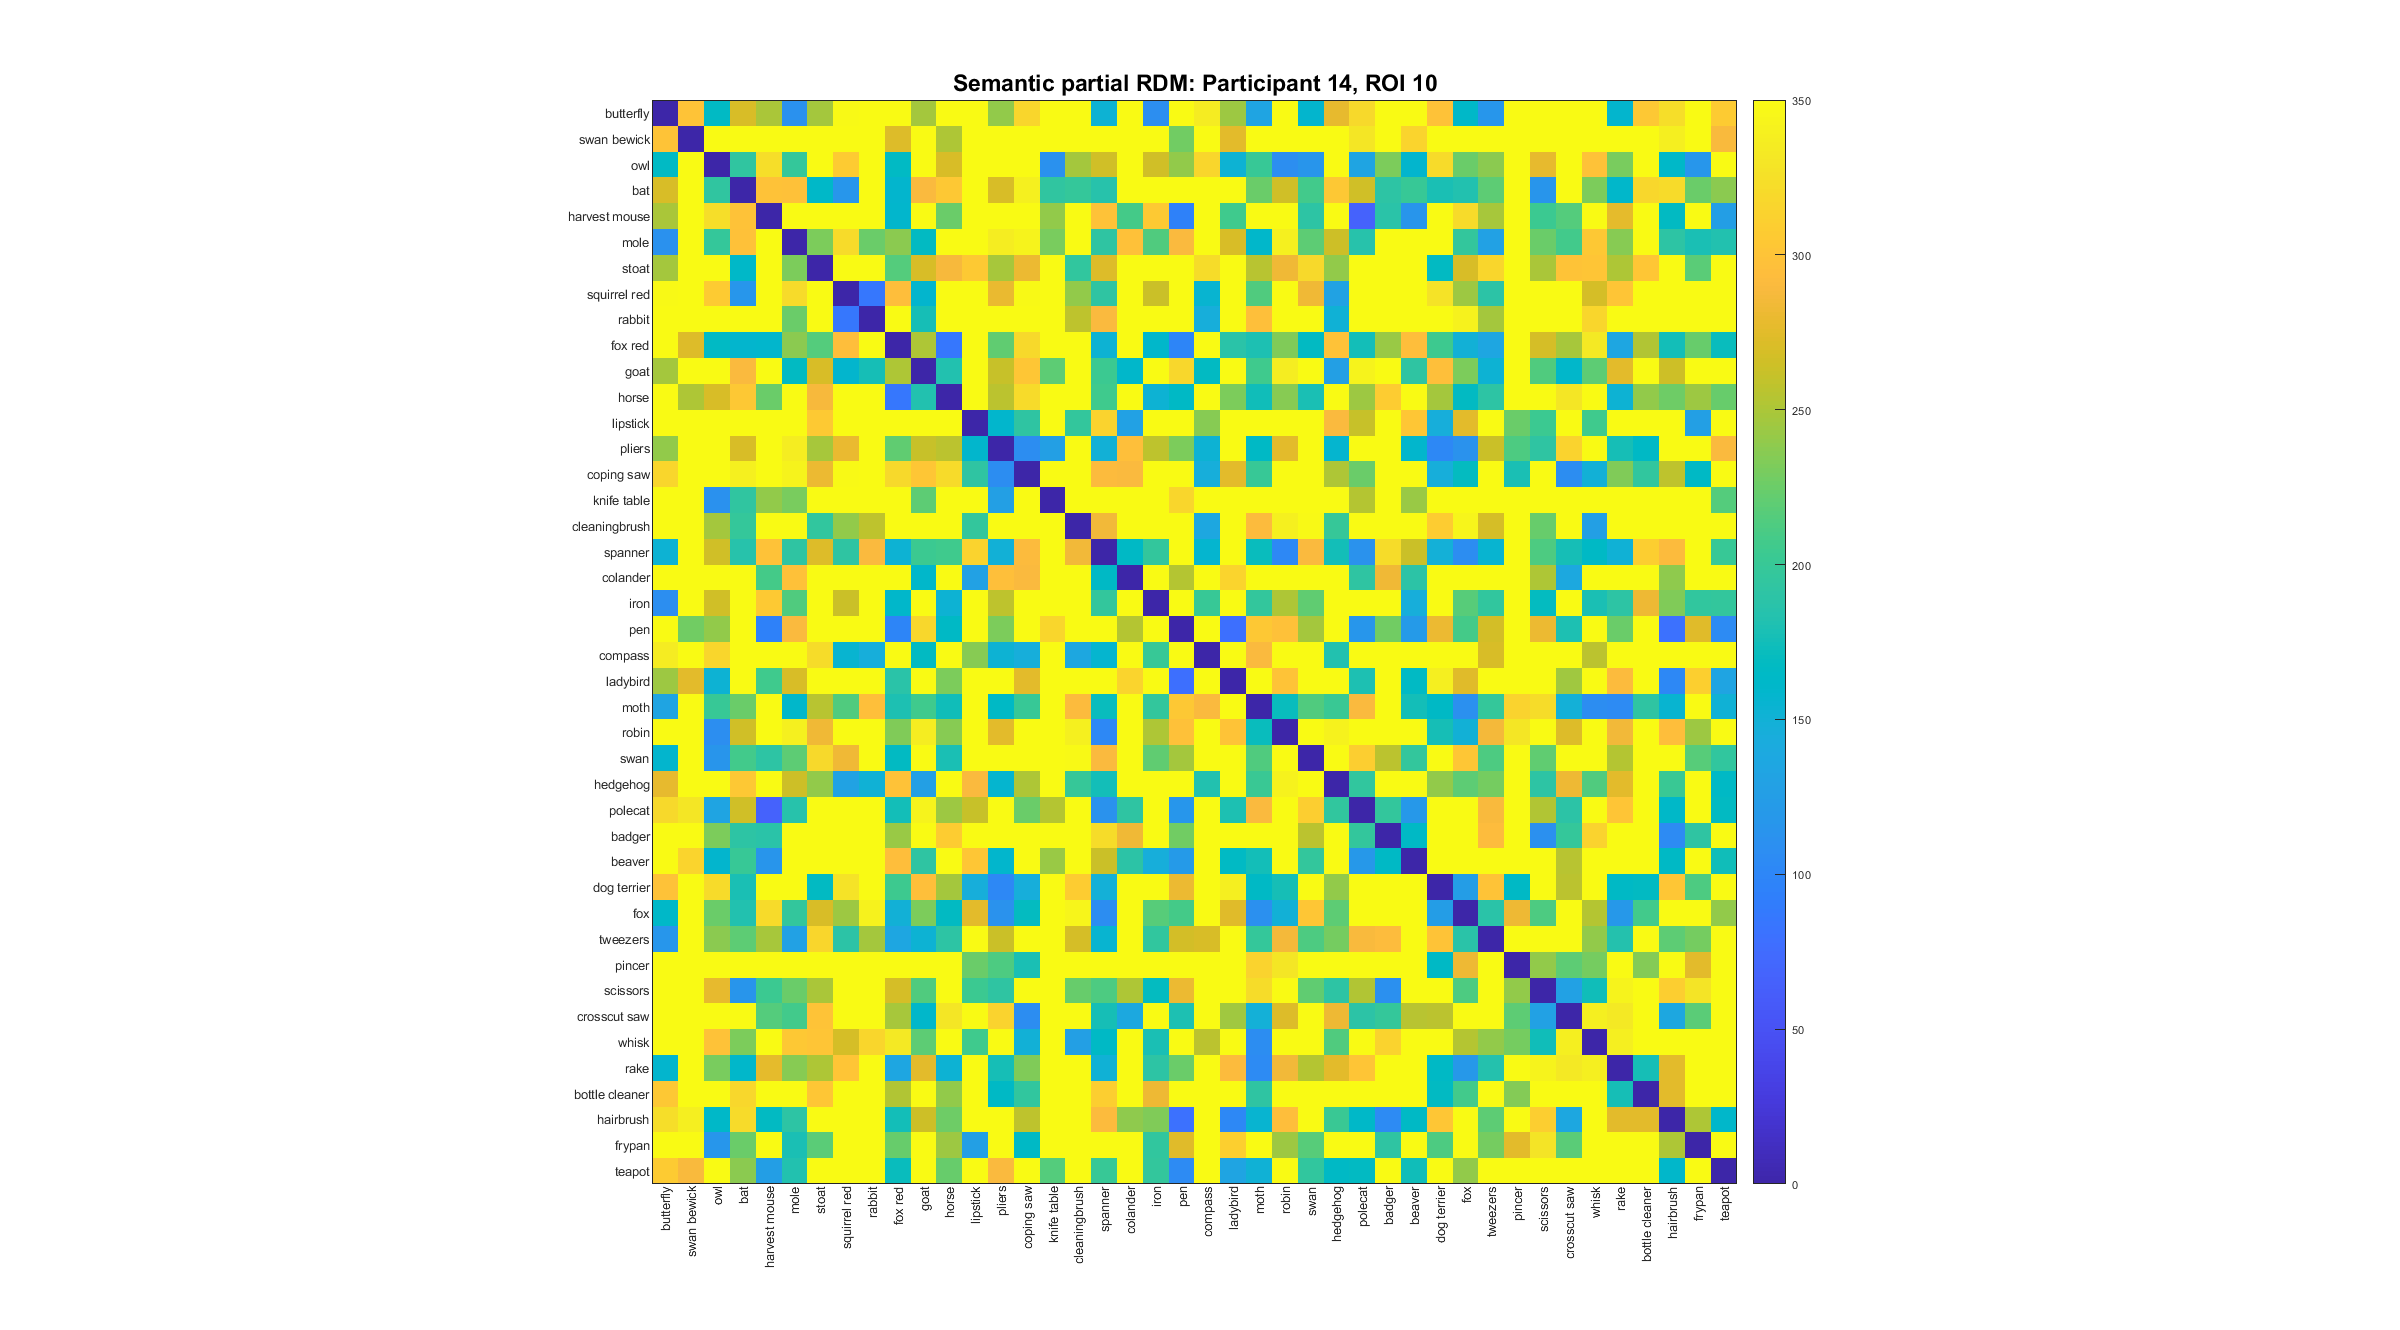 Semantic partial RDM: Participant 14, ROI 10
butterfly
swan bewick
owl
bat
harvest mouse
mole
stoat
squirrel red
rabbit
fox red
goat
horse
lipstick
pliers
coping saw
knife table
cleaningbrush
spanner
colander
iron
pen
compass
ladybird
moth
robin
swan
hedgehog
polecat
badger
beaver
dog terrier
fox
tweezers
pincer
scissors
crosscut saw
whisk
rake
bottle cleaner
hairbrush
frypan
teapot
butterfly
swan bewick
owl
bat
harvest mouse
mole
stoat
squirrel red
rabbit
fox red
goat
horse
lipstick
pliers
coping saw
knife table
cleaningbrush
spanner
colander
iron
pen
compass
ladybird
moth
robin
swan
hedgehog
polecat
badger
beaver
dog terrier
fox
tweezers
pincer
scissors
crosscut saw
whisk
rake
bottle cleaner
hairbrush
frypan
teapot
350
300
250
200
150
100
50
0